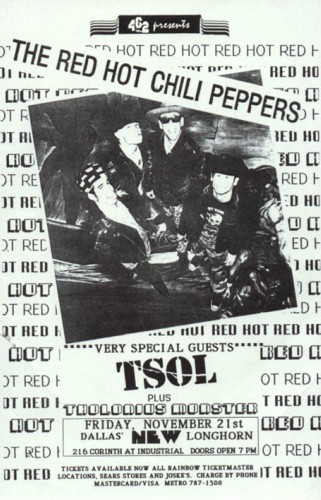 4G2 presents
THE RED HOT CHILI PEPPERS
*****VERY SPECIAL GUESTS*****
TSOL
PLUS
THOLONIUS MONSTER
FRIDAY, NOVEMBER 21st
DALLAS' NEW LONGHORN
216 CORINTH AT INDUSTRIAL DOORS OPEN 7 PM
TICKETS AVAILABLE NOW ALL RAINBOW TICKETMASTER
LOCATIONS, SEARS STORES AND JOSKE'S. CHARGE BY PHONE
MASTERCARD/VISA METRO 787-1500